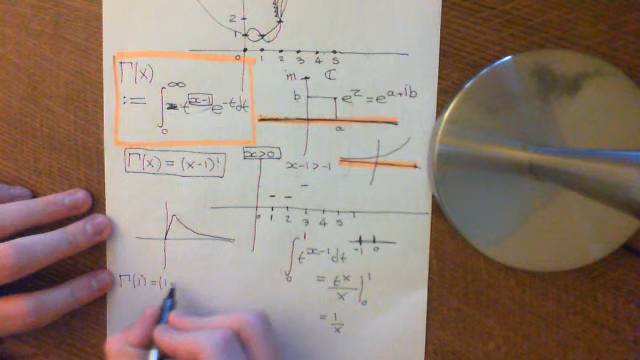 2
1
0 1 2 3 4 5
Γ(x)
:= ∫₀^∞ t^(x-1) e^(-t) dt
im ℂ
b e^z = e^(a+ib)
a
Γ(x) = (x-1)!
x>0
x-1 > -1
0 1 2 3 4 5
∫₀¹ t^(x-1) dt
-1 0
= t^x/x |₀¹
= 1/x
Γ(1) = (1-